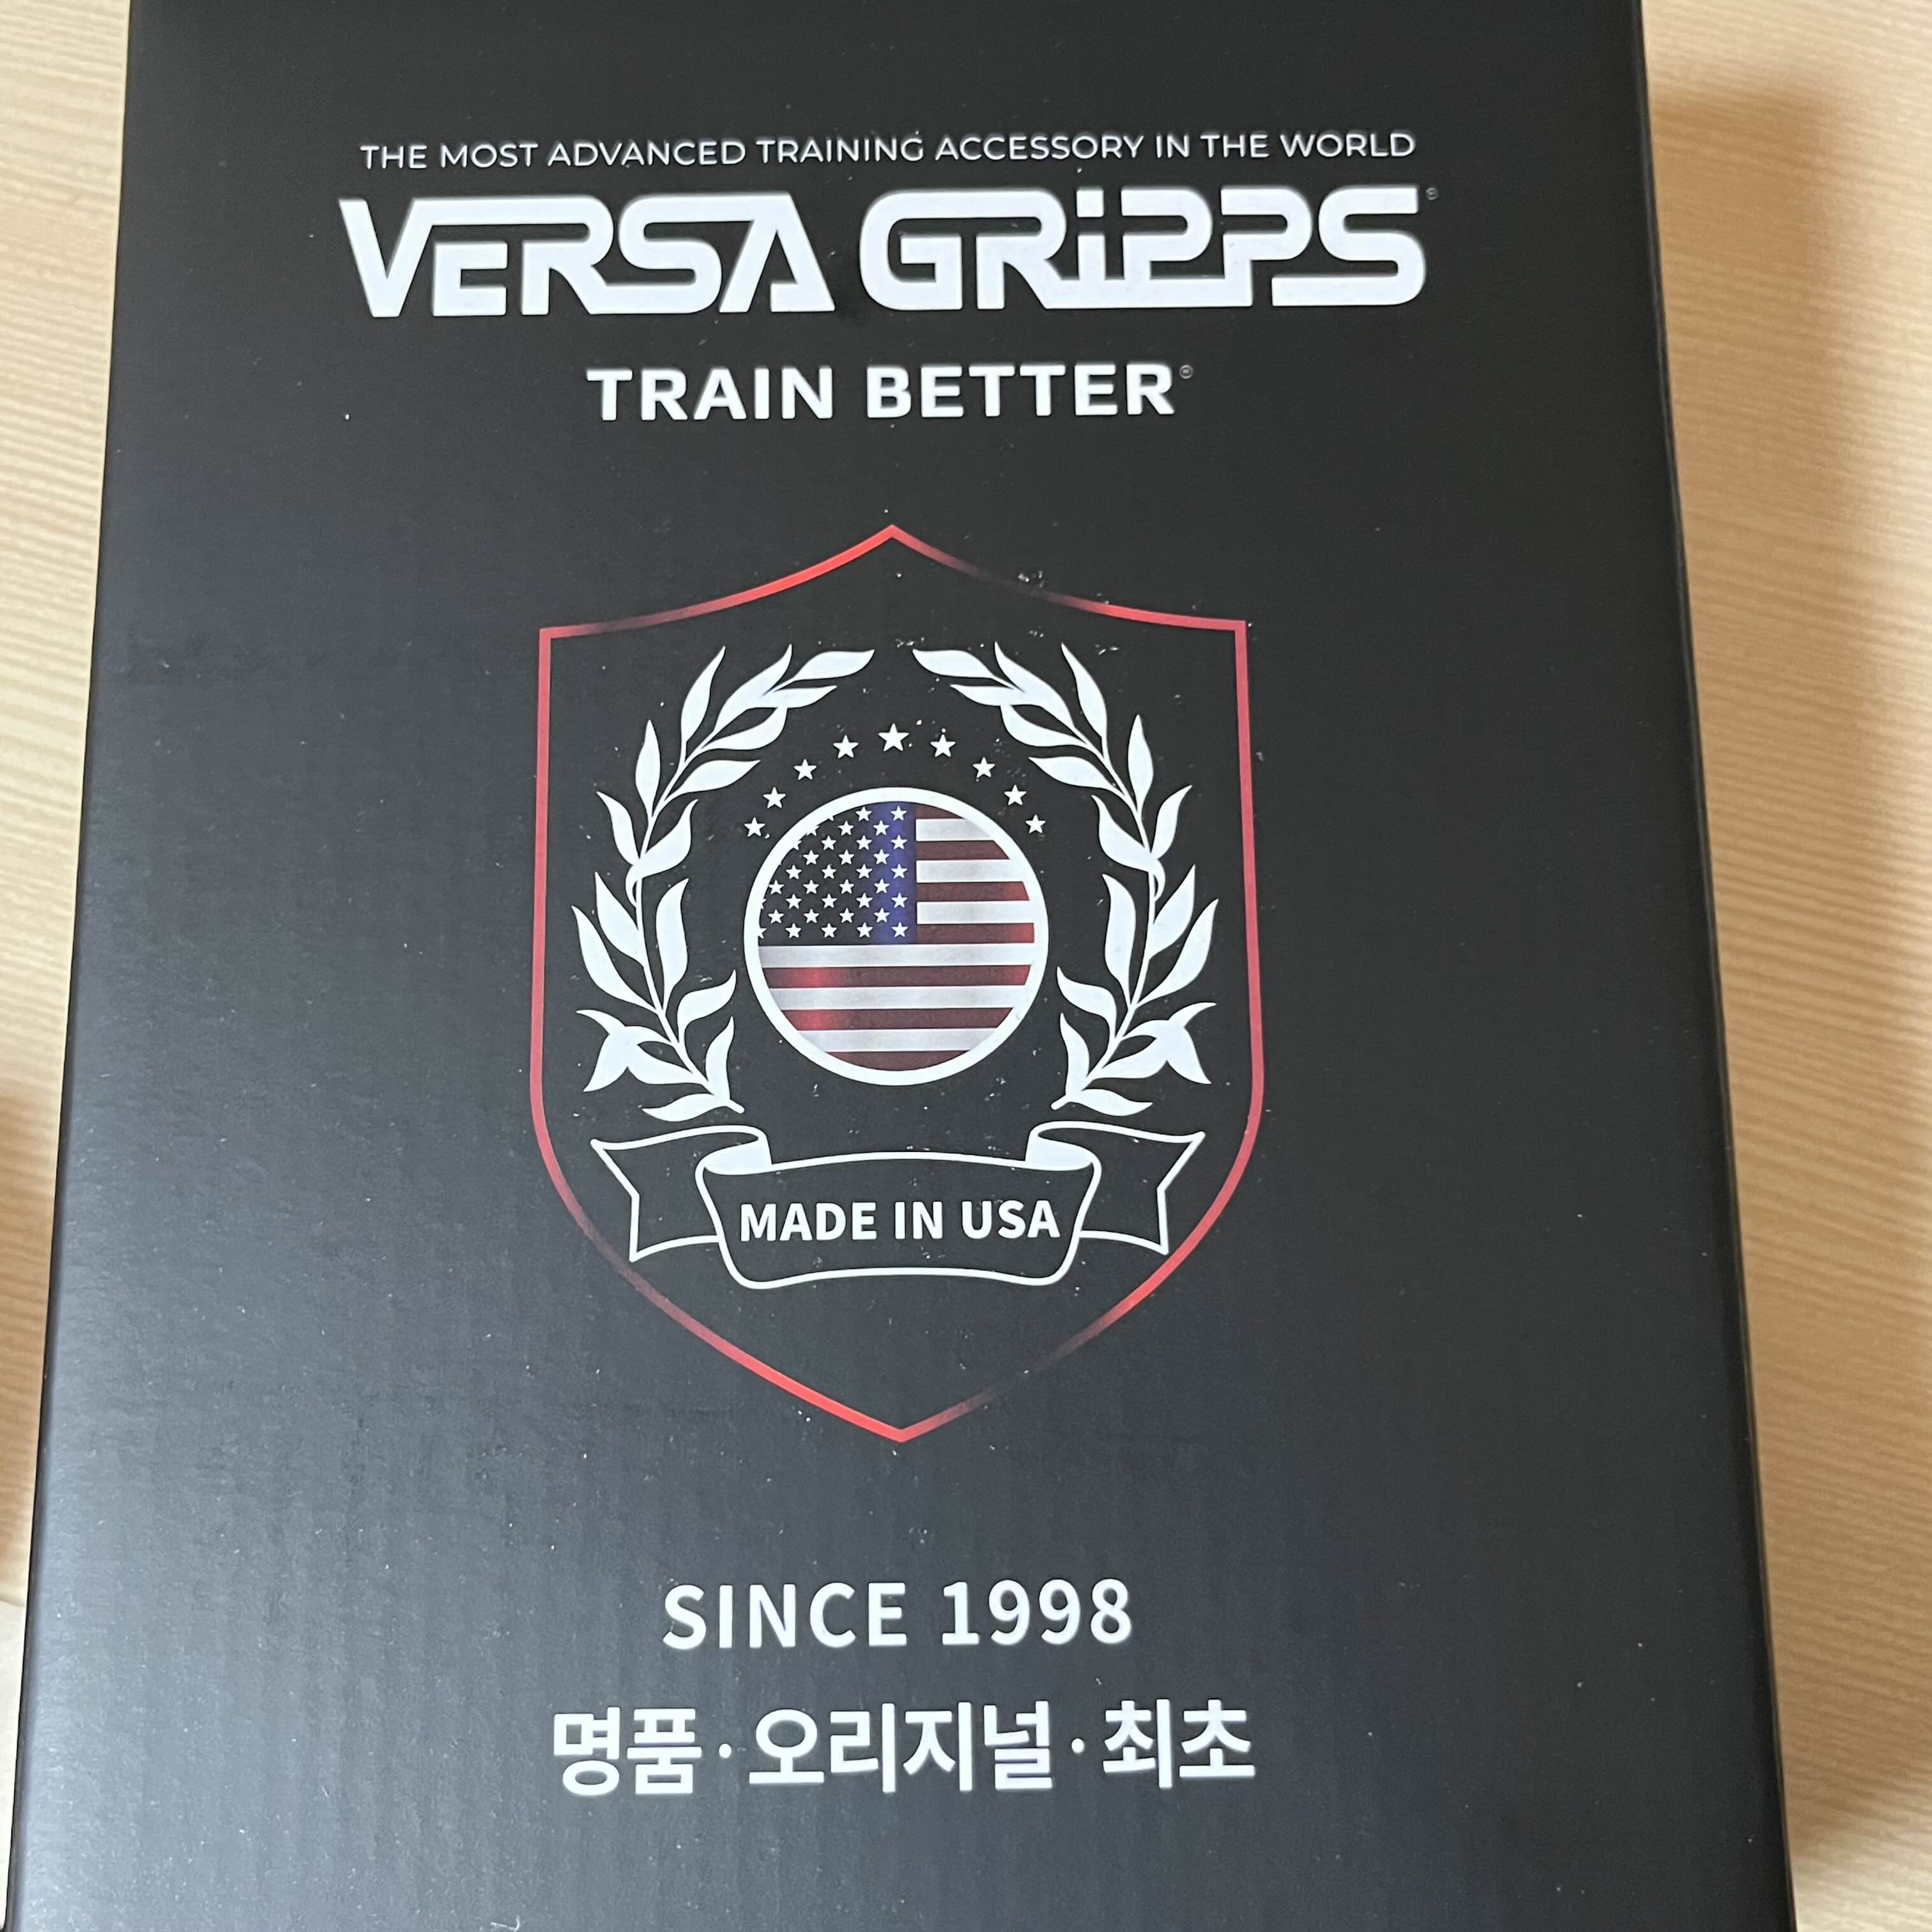 THE MOST ADVANCED TRAINING ACCESSORY IN THE WORLD
VERSA GRiPPS®
TRAIN BETTER®
MADE IN USA
SINCE 1998
명품·오리지널·최초